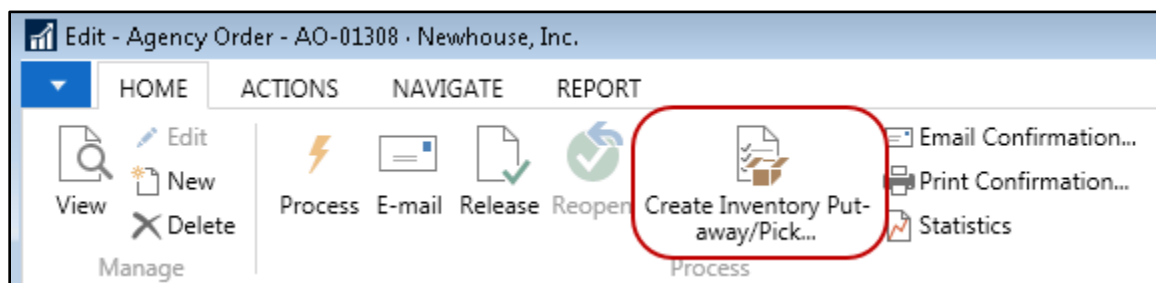 Edit - Agency Order - AO-01308 · Newhouse, Inc.
HOME ACTIONS NAVIGATE REPORT
View
Edit
New
Delete
Manage
Process
E-mail
Release
Reopen
Create Inventory Put-
away/Pick...
Email Confirmation...
Print Confirmation...
Statistics
Process